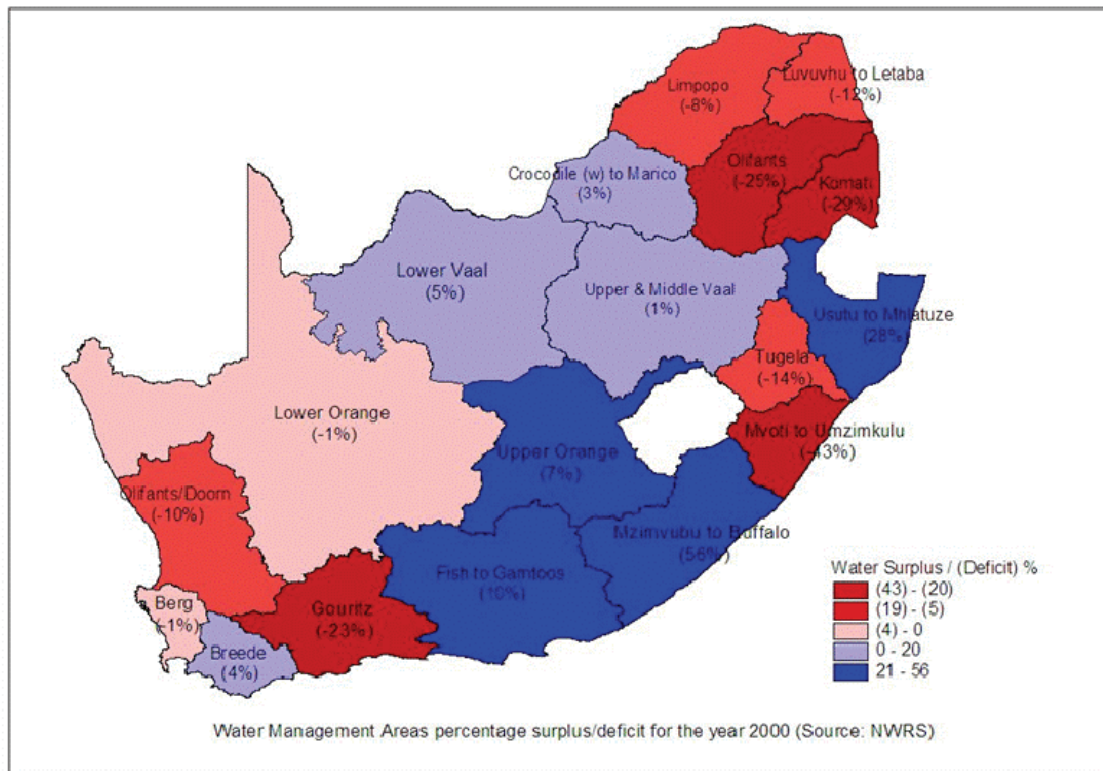 Limpopo
(-8%)
Luvuvhu to Letaba
(-12%)
Olifants
(-25%)
Komati
(-29%)
Crocodile (w) to Marico
(3%)
Lower Vaal
(5%)
Upper & Middle Vaal
(1%)
Usutu to Mhlatuze
(28%)
Tugela
(-14%)
Mvoti to Umzimkulu
(-43%)
Lower Orange
(-1%)
Upper Orange
(7%)
Olifants/Doorn
(-10%)
Mzimvubu to Buffalo
(56%)
Fish to Gamtoos
(10%)
Gouritz
(-23%)
Berg
(-1%)
Breede
(4%)
Water Surplus / (Deficit) %
(43) - (20)
(19) - (5)
(4) - 0
0 - 20
21 - 56
Water Management Areas percentage surplus/deficit for the year 2000 (Source: NWRS)